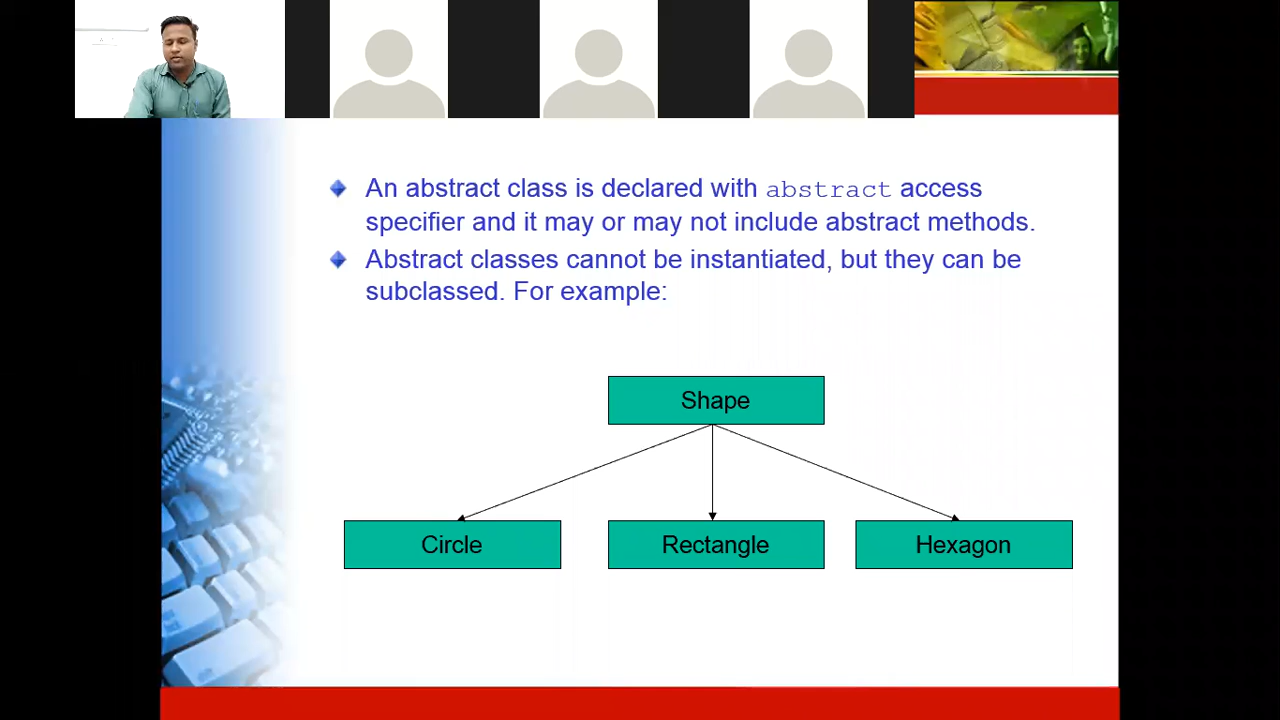 An abstract class is declared with abstract access
specifier and it may or may not include abstract methods.
Abstract classes cannot be instantiated, but they can be
subclassed. For example:
Shape
Circle
Rectangle
Hexagon